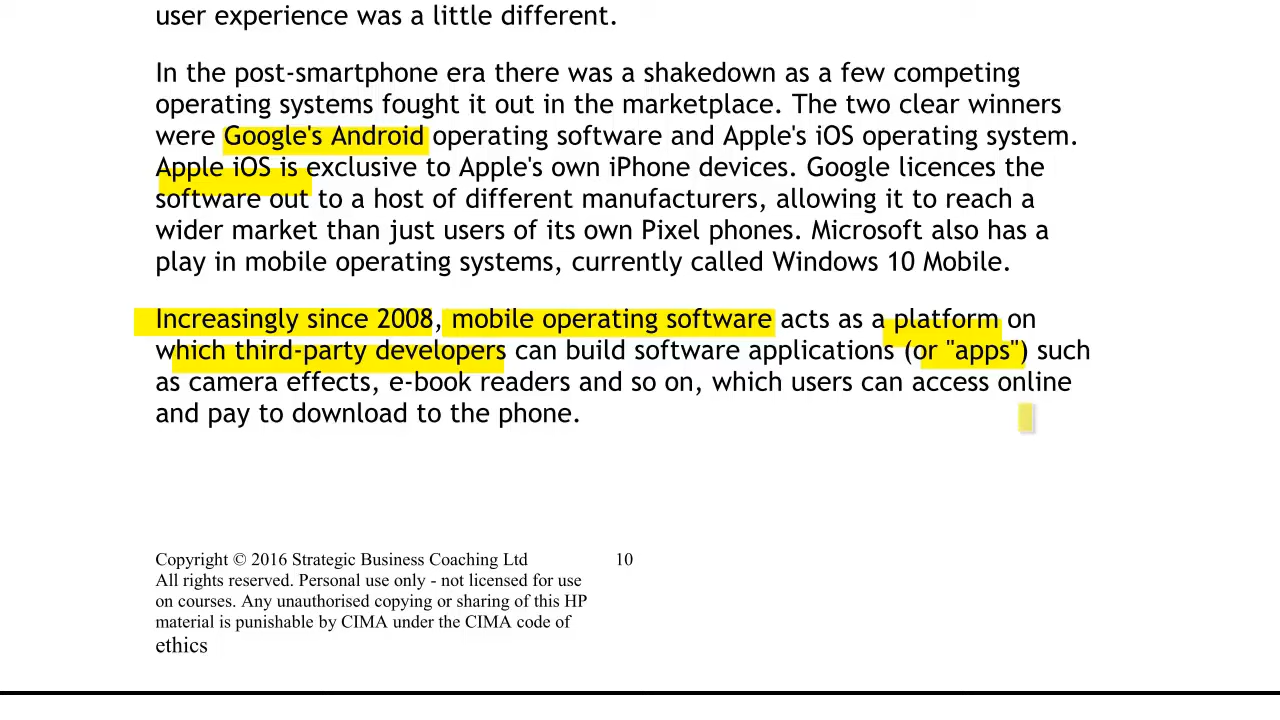 user experience was a little different.
In the post-smartphone era there was a shakedown as a few competing
operating systems fought it out in the marketplace. The two clear winners
were Google's Android operating software and Apple's iOS operating system.
Apple iOS is exclusive to Apple's own iPhone devices. Google licences the
software out to a host of different manufacturers, allowing it to reach a
wider market than just users of its own Pixel phones. Microsoft also has a
play in mobile operating systems, currently called Windows 10 Mobile.
Increasingly since 2008, mobile operating software acts as a platform on
which third-party developers can build software applications (or "apps") such
as camera effects, e-book readers and so on, which users can access online
and pay to download to the phone.
Copyright © 2016 Strategic Business Coaching Ltd 10
All rights reserved. Personal use only - not licensed for use
on courses. Any unauthorised copying or sharing of this HP
material is punishable by CIMA under the CIMA code of
ethics